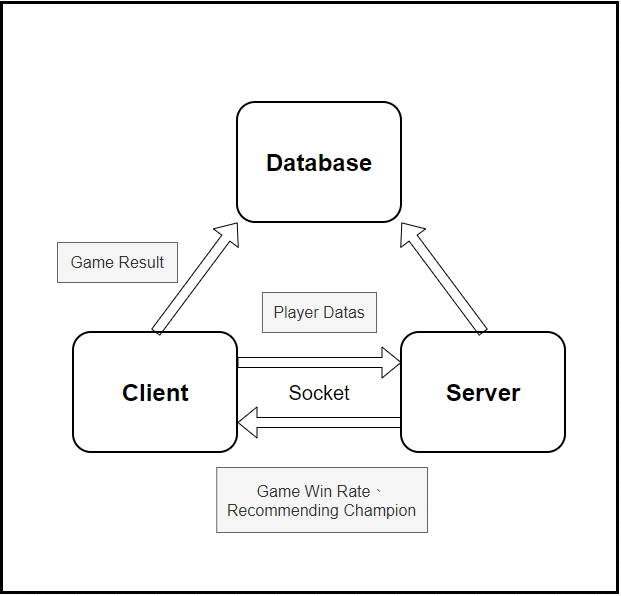 Database
Game Result
Player Datas
Client
Socket
Server
Game Win Rate、
Recommending Champion